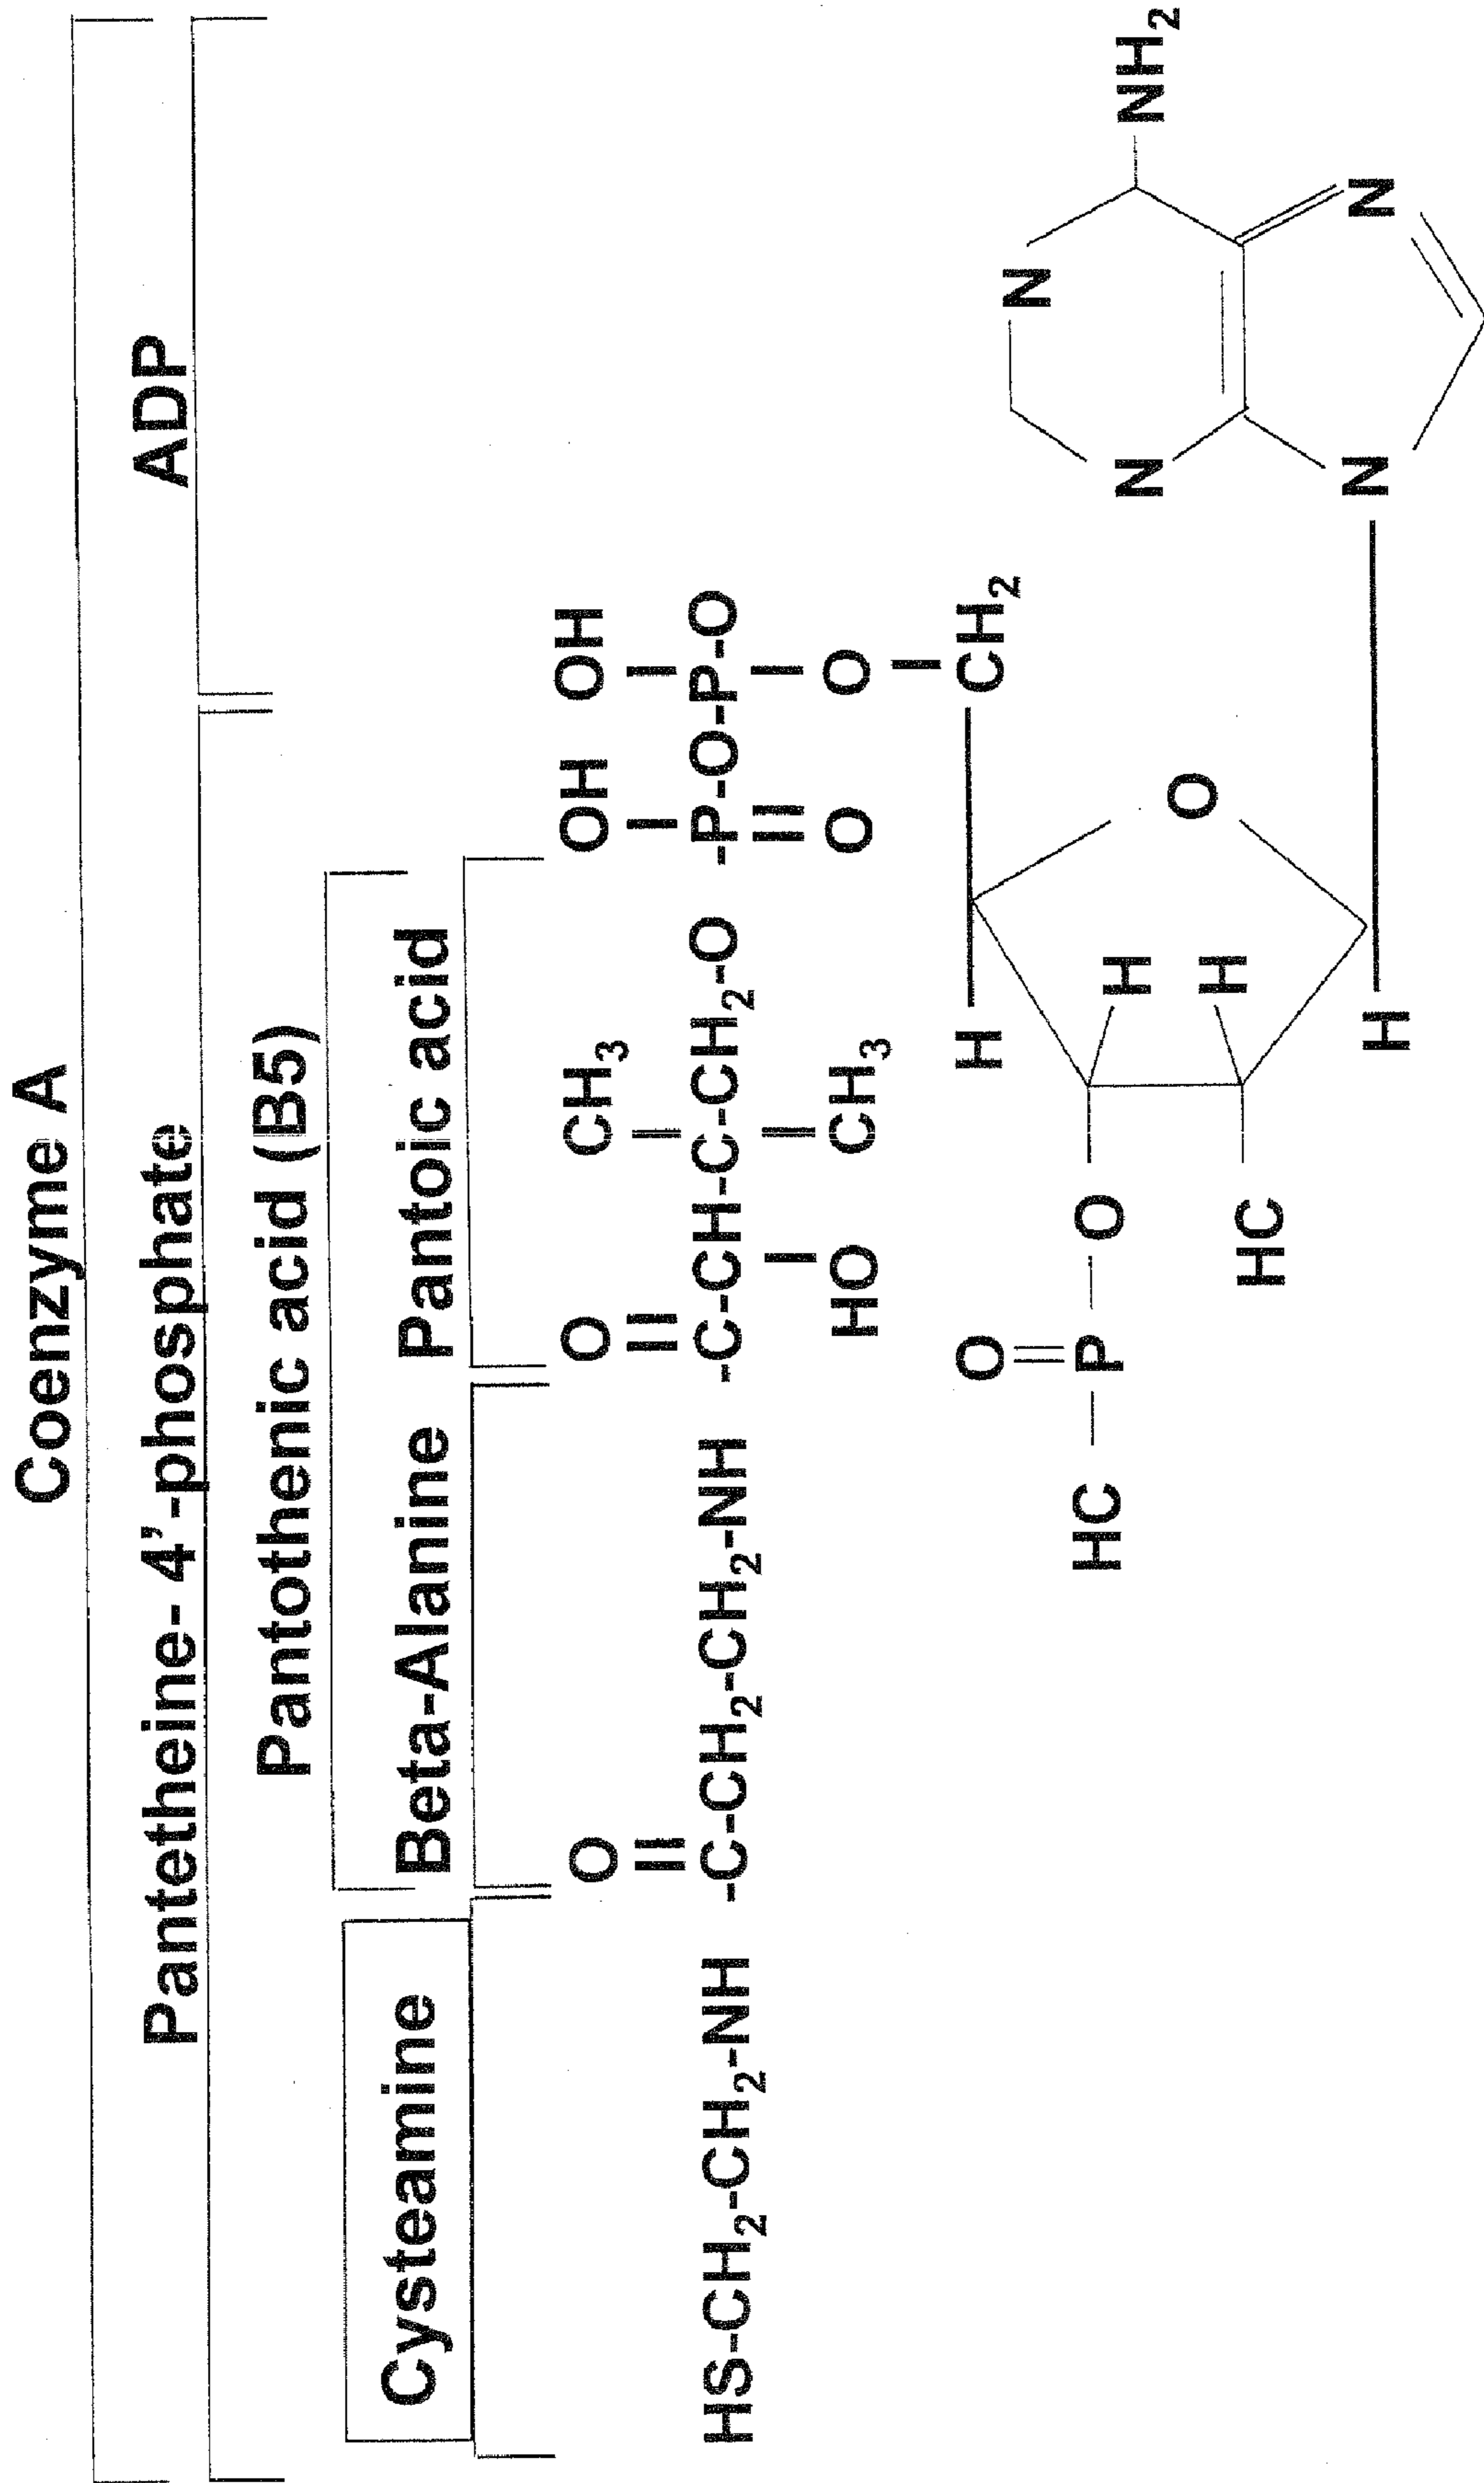 Coenzyme A
Pantetheine- 4'-phosphate
ADP
Pantothenic acid (B5)
Cysteamine
Beta-Alanine
Pantoic acid
O
O
CH3
OH
OH
HS-CH2-CH2-NH
-C-CH2-CH2-NH
-C-CH-C-CH2-O
-P-O-P-O
HO
CH3
O
O
CH2
H
O
N
NH2
HC
P
O
H
O
N
HC
H
H
N
N